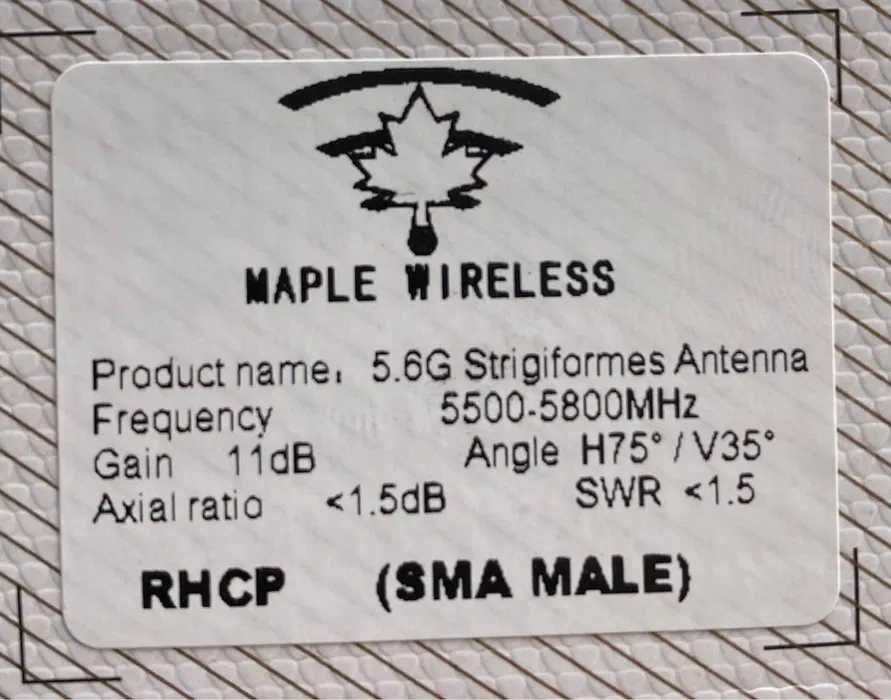 MAPLE WIRELESS
Product name: 5.6G Strigiformes Antenna
Frequency 5500-5800MHz
Gain 11dB Angle H75° / V35°
Axial ratio <1.5dB SWR <1.5
RHCP (SMA MALE)